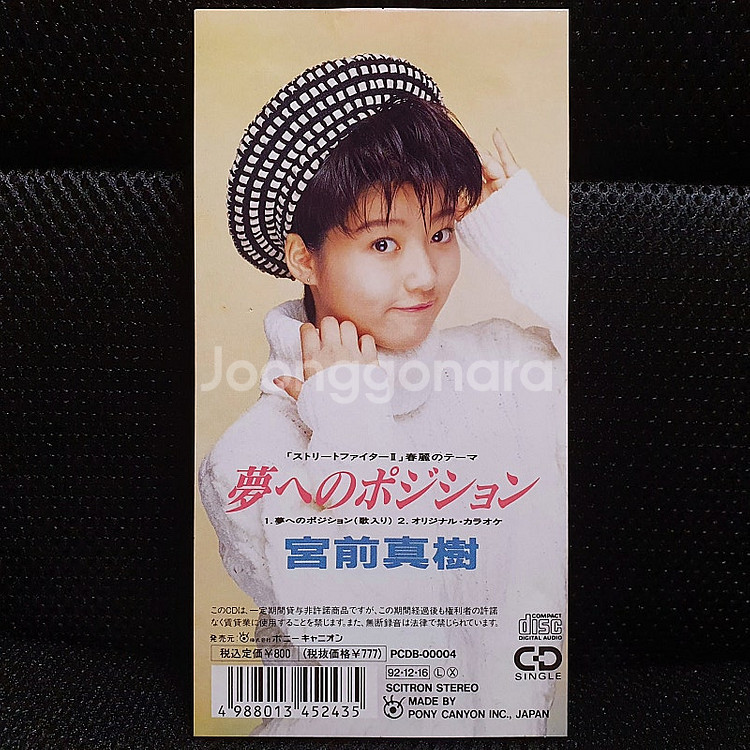 Joonggonara
「ストリートファイターⅡ」春麗のテーマ
夢へのポジション
1.夢へのポジション(歌入り) 2.オリジナル・カラオケ
宮前真樹
このCDは、一定期間貸与非許諾商品ですが、この期間経過後も権利者の許諾
なく賃貸業に使用することを禁じます。また、無断録音は法律で禁じられています。
発売元: 株式会社ポニーキャニオン
税込定価¥800 (税抜価格¥777) PCDB-00004
92・12・16 Ⓛ Ⓧ
SCITRON STEREO
MADE BY
PONY CANYON INC., JAPAN
4 988013 452435
COMPACT
disc
DIGITAL AUDIO
CD
SINGLE